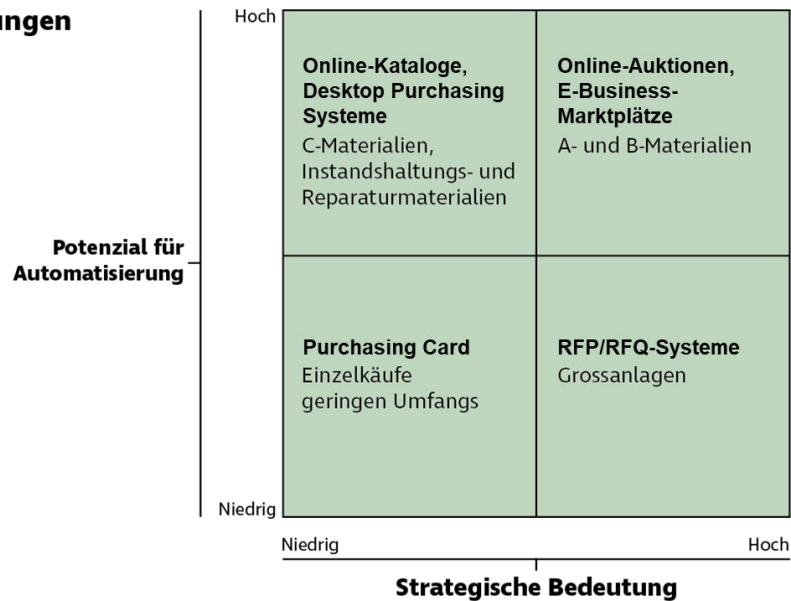 ungen
Hoch
Online-Kataloge,
Desktop Purchasing
Systeme
C-Materialien,
Instandshaltungs- und
Reparaturmaterialien
Online-Auktionen,
E-Business-
Marktplätze
A- und B-Materialien
Potenzial für
Automatisierung
Purchasing Card
Einzelkäufe
geringen Umfangs
RFP/RFQ-Systeme
Grossanlagen
Niedrig
Niedrig
Hoch
Strategische Bedeutung